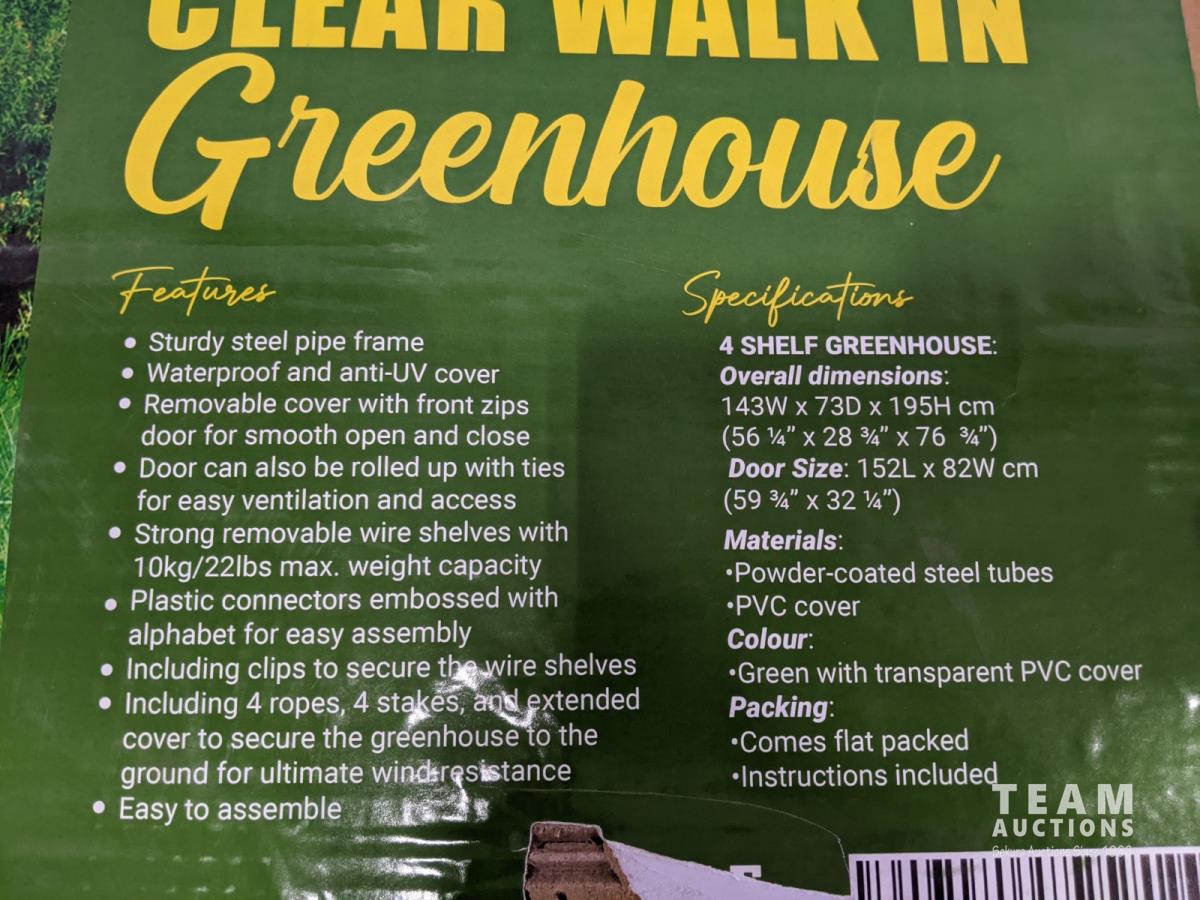 CLEAR WALK IN
Greenhouse
Features
• Sturdy steel pipe frame
• Waterproof and anti-UV cover
• Removable cover with front zips
door for smooth open and close
• Door can also be rolled up with ties
for easy ventilation and access
• Strong removable wire shelves with
10kg/22lbs max. weight capacity
• Plastic connectors embossed with
alphabet for easy assembly
• Including clips to secure the wire shelves
• Including 4 ropes, 4 stakes, and extended
cover to secure the greenhouse to the
ground for ultimate wind-resistance
• Easy to assemble
Specifications
4 SHELF GREENHOUSE:
Overall dimensions:
143W x 73D x 195H cm
(56 ¼” x 28 ¾” x 76 ¾”)
Door Size: 152L x 82W cm
(59 ¾” x 32 ¼”)
Materials:
•Powder-coated steel tubes
•PVC cover
Colour:
•Green with transparent PVC cover
Packing:
•Comes flat packed
•Instructions included
TEAM
AUCTIONS